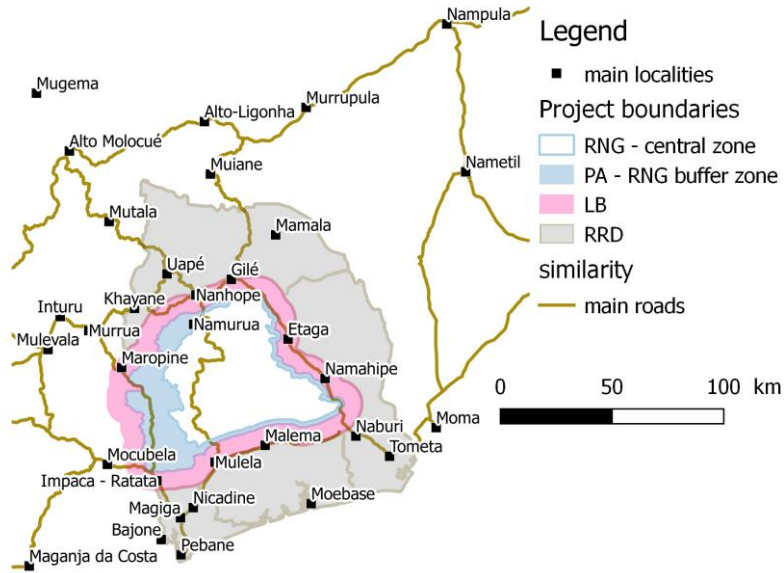 Nampula
Mugema
Alto-Ligonha
Murrupula
Alto Molocué
Muiane
Nametil
Mutala
Mamala
Uapé
Gilé
Khayane
Nanhope
Inturu
Murrua
Namurua
Etaga
Mulevala
Maropine
Namahipe
Moma
Naburi
Malema
Tometa
Mocubela
Mulela
Impaca - Ratata
Nicadine
Moebase
Magiga
Bajone
Pebane
Maganja da Costa
Legend
main localities
Project boundaries
RNG - central zone
PA - RNG buffer zone
LB
RRD
similarity
main roads
0 50 100 km